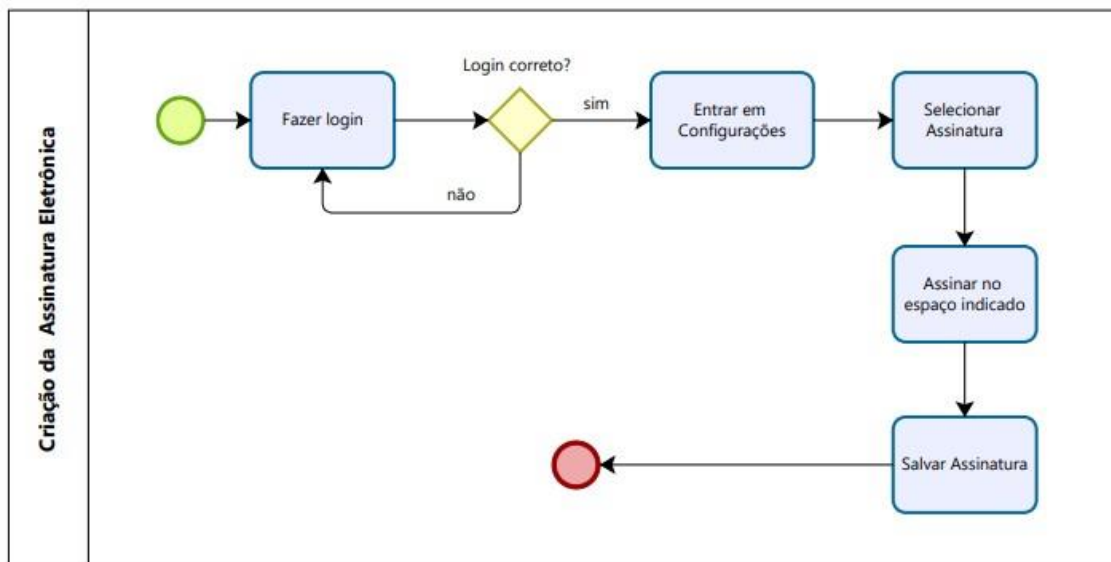 Criação da  Assinatura Eletrônica
Login correto?
Fazer login
sim
Entrar em
Configurações
Selecionar
Assinatura
não
Assinar no
espaço indicado
Salvar Assinatura